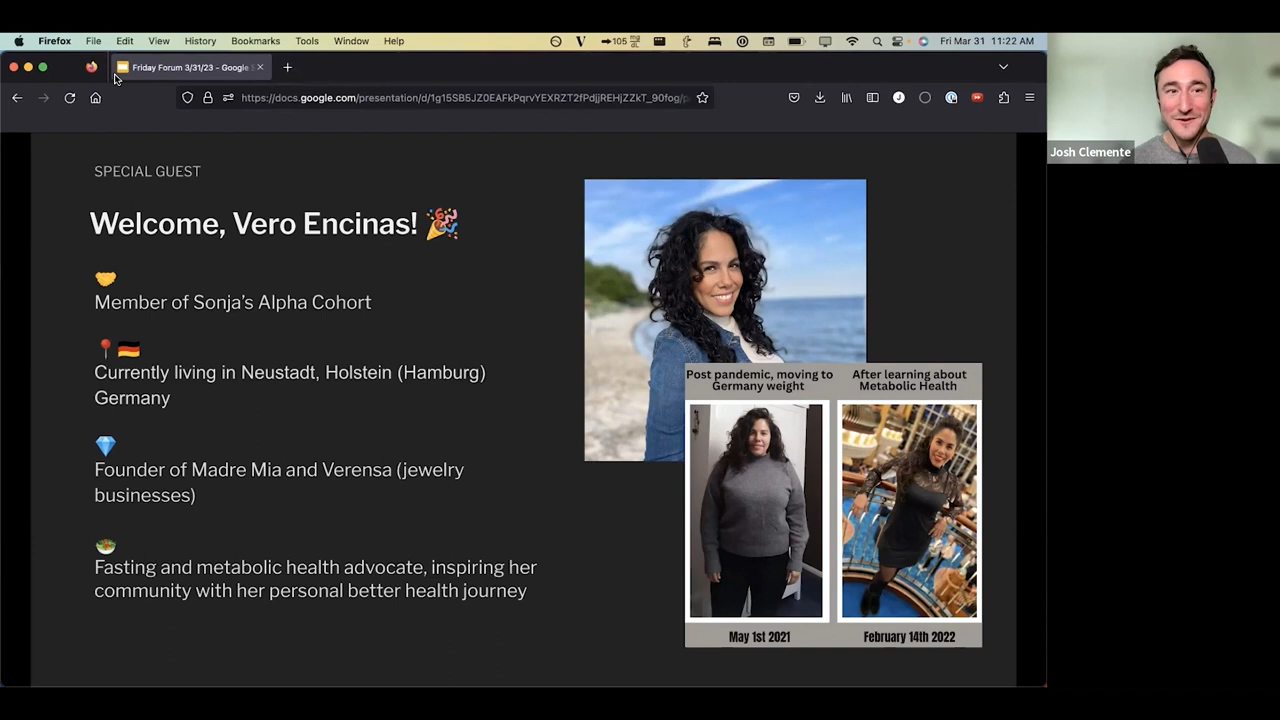 Firefox File Edit View History Bookmarks Tools Window Help
105 mg/dL
Fri Mar 31 11:22 AM
Friday Forum 3/31/23 - Google
https://docs.google.com/presentation/d/1g15SB5JZ0EAFkPqrvYEXRZT2fPdjjREHjZZkT_90fog/p
SPECIAL GUEST
Welcome, Vero Encinas! 🎉
Member of Sonja's Alpha Cohort
Currently living in Neustadt, Holstein (Hamburg)
Germany
Founder of Madre Mia and Verensa (jewelry
businesses)
Fasting and metabolic health advocate, inspiring her
community with her personal better health journey
Post pandemic, moving to
Germany weight
After learning about
Metabolic Health
May 1st 2021
February 14th 2022
Josh Clemente